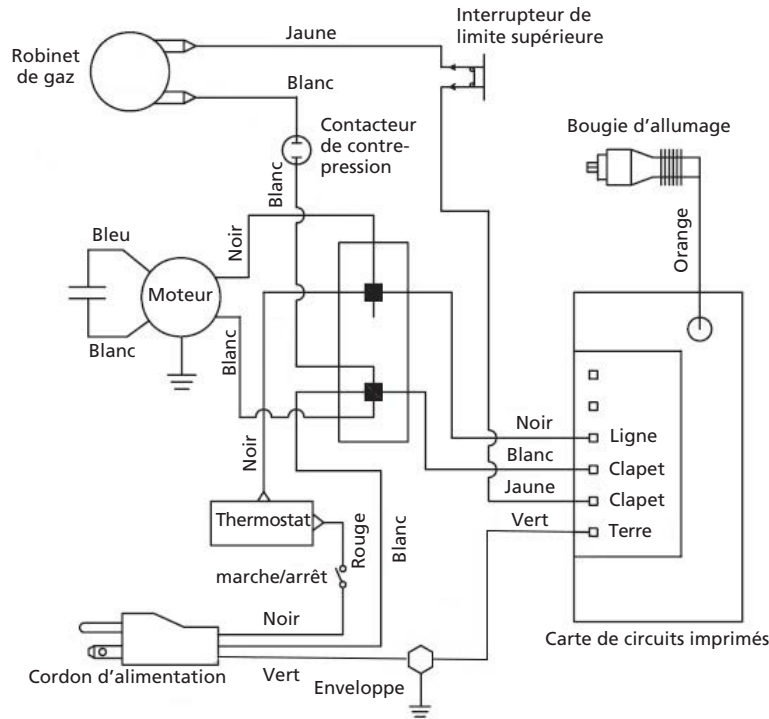 Interrupteur de
limite supérieure
Jaune
Robinet
de gaz
Blanc
Contacteur
de contre-
pression
Bougie d'allumage
Blanc
Noir
Bleu
Orange
Moteur
Blanc
Blanc
Noir
Noir
Ligne
Blanc
Clapet
Jaune
Clapet
Vert
Terre
Thermostat
Rouge
Blanc
marche/arrêt
Noir
Carte de circuits imprimés
Cordon d'alimentation
Vert
Enveloppe